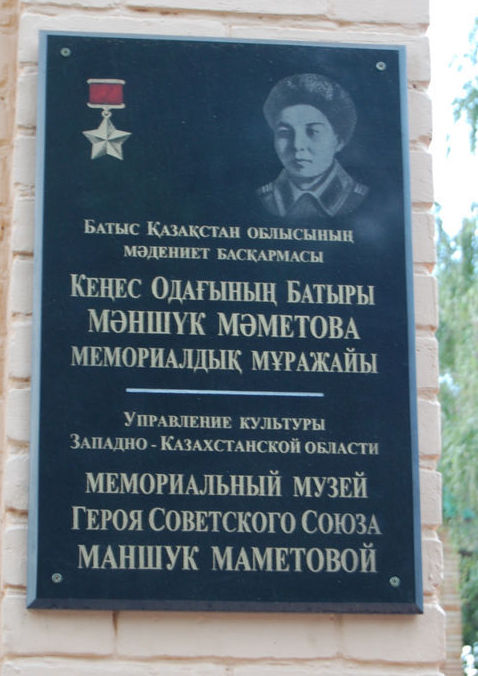 Батыс Қазақстан облысының
мәдениет басқармасы
Кеңес Одағының Батыры
МӘНШҮК МӘМЕТОВА
МЕМОРИАЛДЫҚ МҰРАЖАЙЫ
Управление культуры
Западно - Казахстанской области
МЕМОРИАЛЬНЫЙ МУЗЕЙ
Героя Советского Союза
МАНШУК МАМЕТОВОЙ